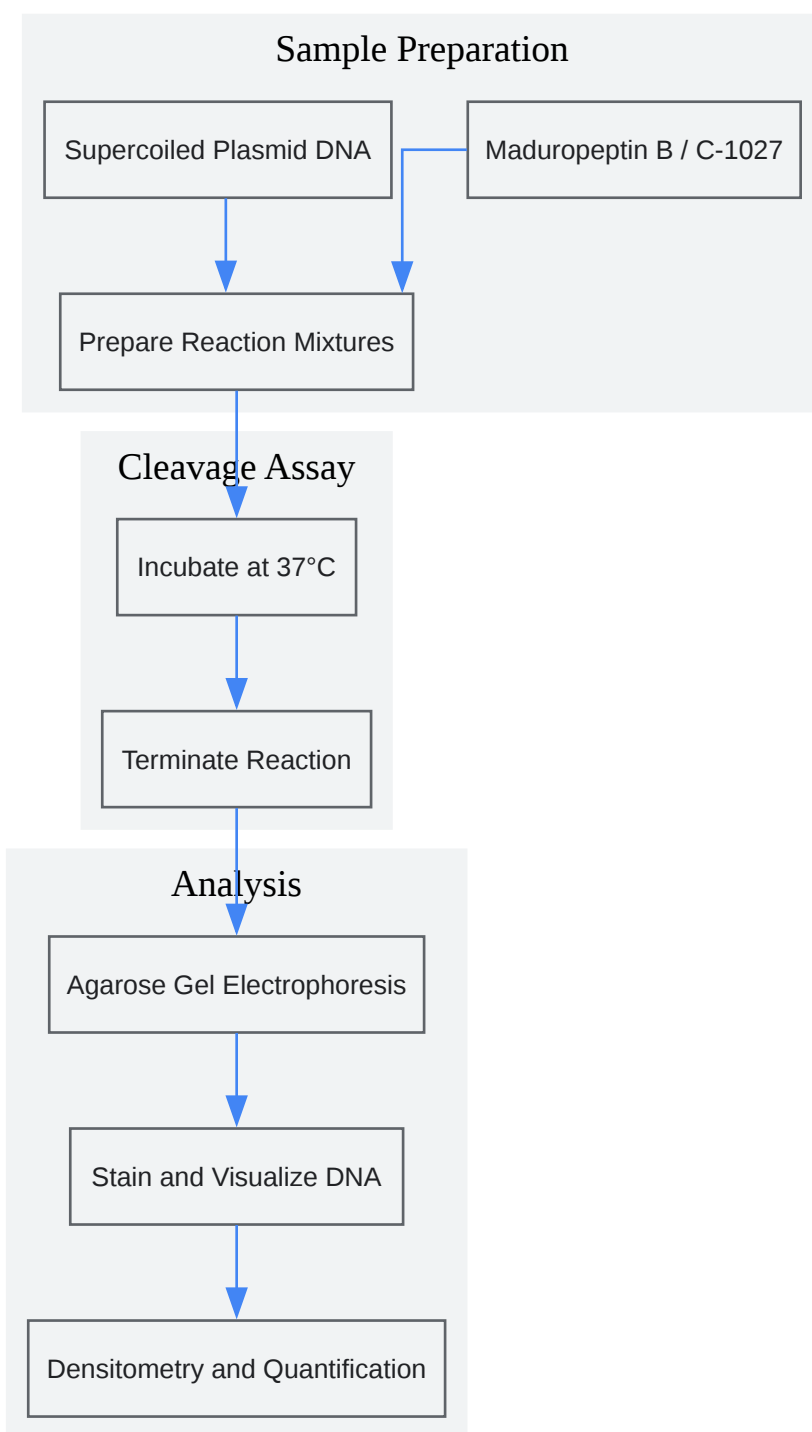 Sample Preparation
Supercoiled Plasmid DNA
Maduropeptin B / C-1027
Prepare Reaction Mixtures
Cleavage Assay
Incubate at 37°C
Terminate Reaction
Analysis
Agarose Gel Electrophoresis
Stain and Visualize DNA
Densitometry and Quantification